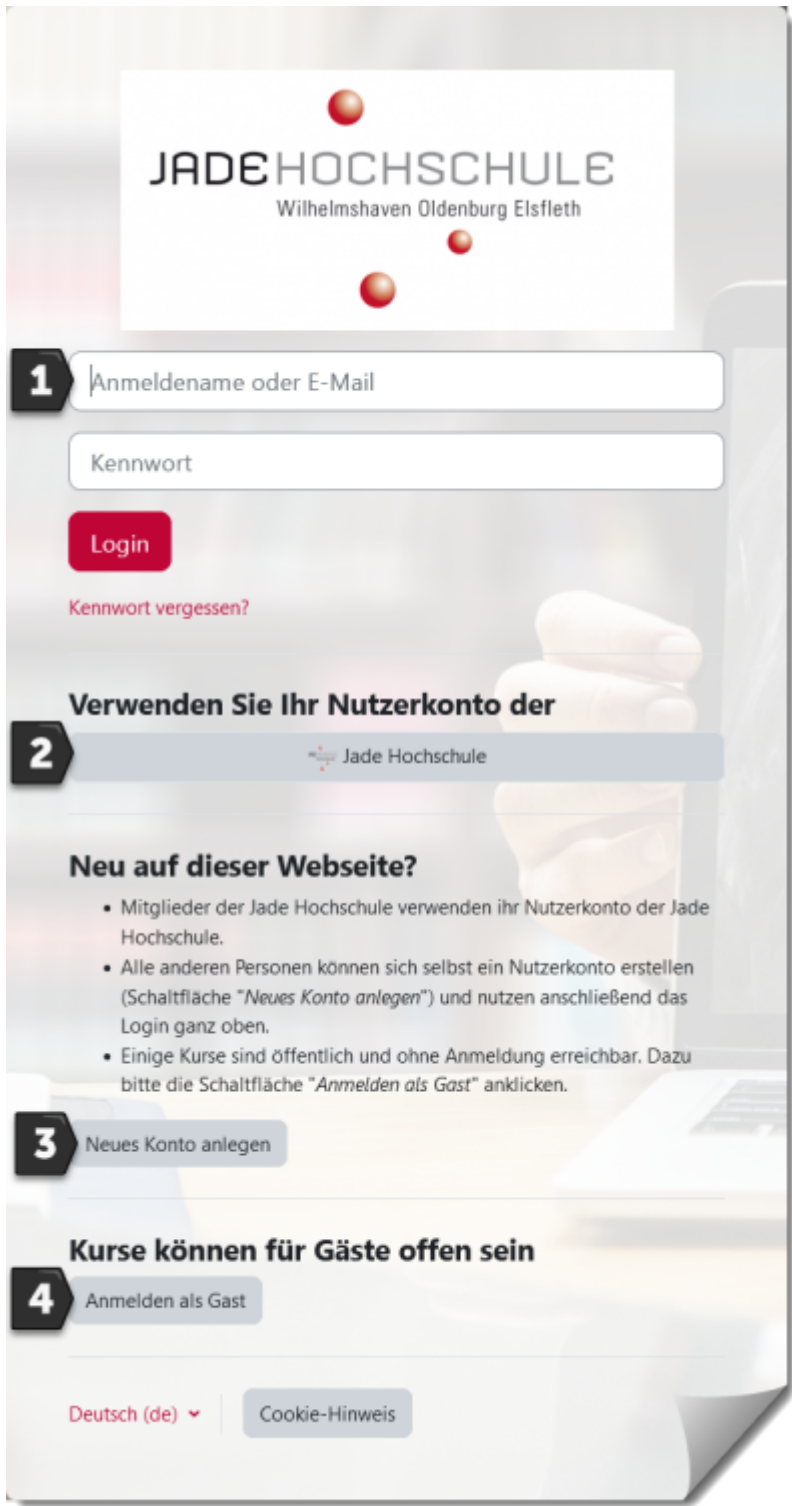 JADEHOCHSCHULE
Wilhelmshaven Oldenburg Elsfleth
1
Anmeldename oder E-Mail
Kennwort
Login
Kennwort vergessen?
Verwenden Sie Ihr Nutzerkonto der
2
Jade Hochschule
Neu auf dieser Webseite?
• Mitglieder der Jade Hochschule verwenden ihr Nutzerkonto der Jade
Hochschule.
• Alle anderen Personen können sich selbst ein Nutzerkonto erstellen
(Schaltfläche "Neues Konto anlegen") und nutzen anschließend das
Login ganz oben.
• Einige Kurse sind öffentlich und ohne Anmeldung erreichbar. Dazu
bitte die Schaltfläche "Anmelden als Gast" anklicken.
3
Neues Konto anlegen
Kurse können für Gäste offen sein
4
Anmelden als Gast
Deutsch (de)
Cookie-Hinweis